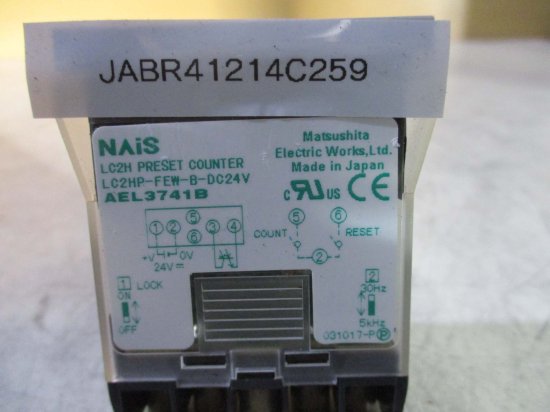 JABR41214C259
NAiS
LC2H PRESET COUNTER
LC2HP-FEW-B-DC24V
AEL3741B
Matsushita
Electric Works,Ltd.
Made in Japan
c RU us CE
5
1 2 6 3 4
+V 0V
24V
COUNT 5 6 RESET
2
1 LOCK
ON
OFF
2
30Hz
5kHz
031017-P P